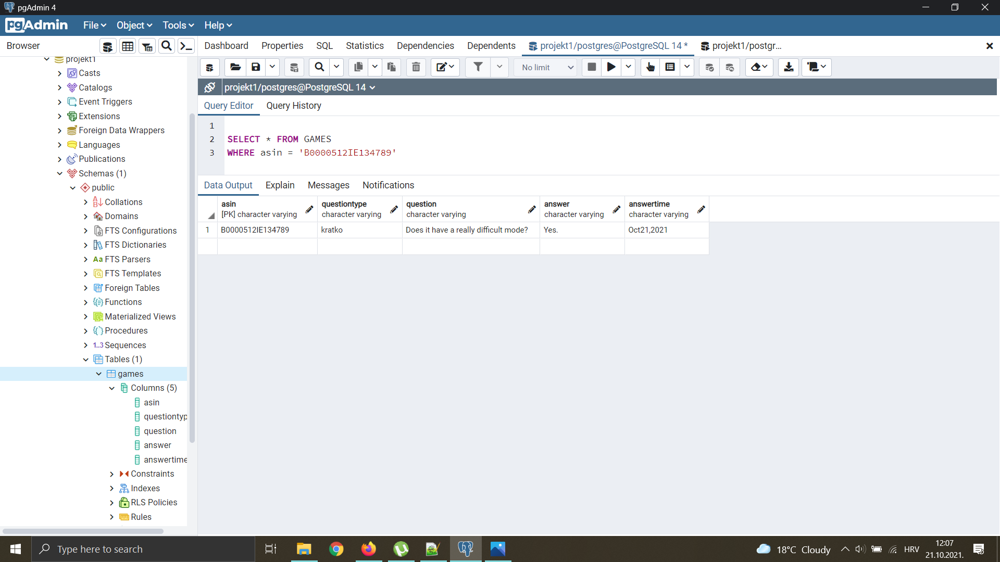 pgAdmin 4
pgAdmin File Object Tools Help
Browser
Dashboard Properties SQL Statistics Dependencies Dependents projekt1/postgres@PostgreSQL 14 * projekt1/postgr...
projekt1
Casts
Catalogs
Event Triggers
Extensions
Foreign Data Wrappers
Languages
Publications
Schemas (1)
public
Collations
Domains
FTS Configurations
FTS Dictionaries
Aa FTS Parsers
FTS Templates
Foreign Tables
Functions
Materialized Views
Procedures
1..3 Sequences
Tables (1)
games
Columns (5)
asin
questiontyp
question
answer
answertime
Constraints
Indexes
RLS Policies
Rules
No limit
projekt1/postgres@PostgreSQL 14
Query Editor Query History
1
2 SELECT * FROM GAMES
3 WHERE asin = 'B0000512IE134789'
Data Output Explain Messages Notifications
asin questiontype question answer answertime
[PK] character varying character varying character varying character varying character varying
1 B0000512IE134789 kratko Does it have a really difficult mode? Yes. Oct21,2021
Type here to search
18°C Cloudy
HRV
12:07
21.10.2021.